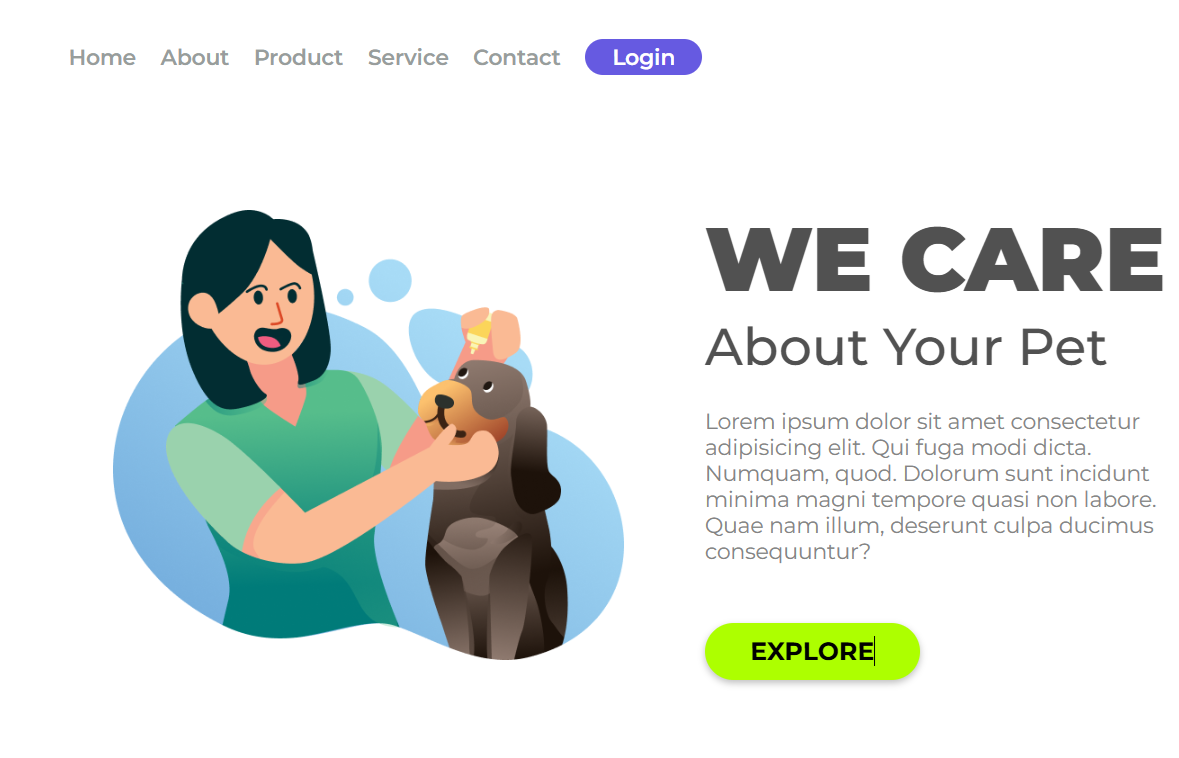 Home About Product Service Contact Login
WE CARE
About Your Pet
Lorem ipsum dolor sit amet consectetur
adipisicing elit. Qui fuga modi dicta.
Numquam, quod. Dolorum sunt incidunt
minima magni tempore quasi non labore.
Quae nam illum, deserunt culpa ducimus
consequuntur?
EXPLORE